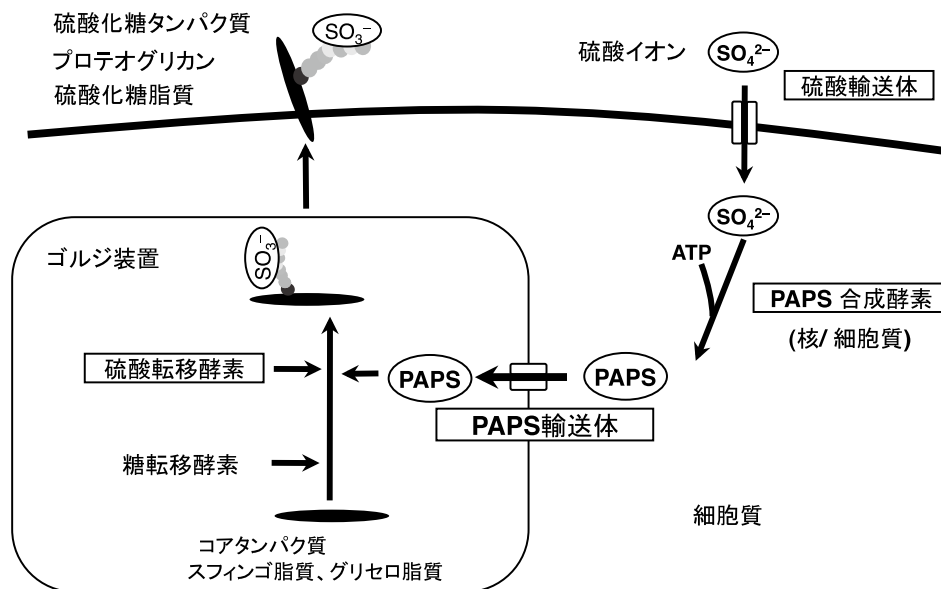 硫酸化糖タンパク質
プロテオグリカン
硫酸化糖脂質
SO₃⁻
硫酸イオン
SO₄²⁻
硫酸輸送体
SO₄²⁻
ATP
PAPS 合成酵素
(核/ 細胞質)
ゴルジ装置
SO₃⁻
硫酸転移酵素
PAPS
PAPS
PAPS輸送体
糖転移酵素
細胞質
コアタンパク質
スフィンゴ脂質、グリセロ脂質